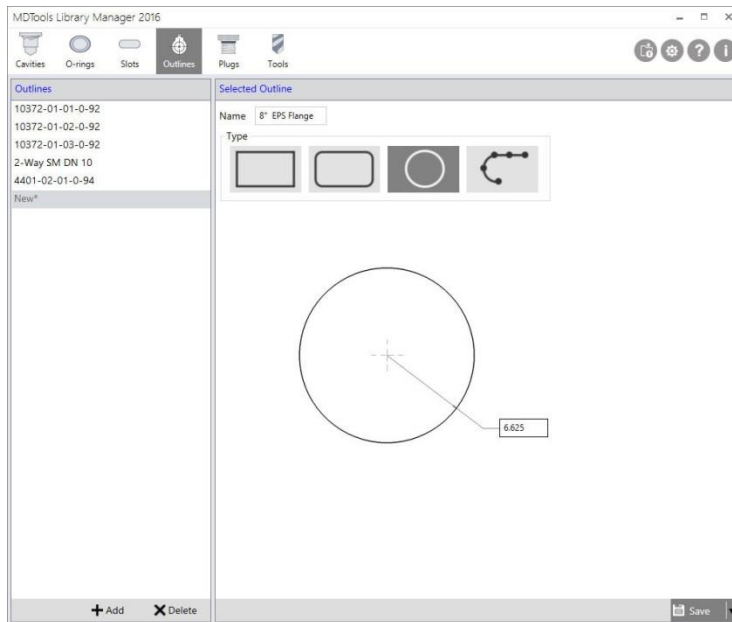 MDTools Library Manager 2016
Cavities O-rings Slots Outlines Plugs Tools
Outlines
10372-01-01-0-92
10372-01-02-0-92
10372-01-03-0-92
2-Way SM DN 10
4401-02-01-0-94
New*
Add Delete
Selected Outline
Name 8" EPS Flange
Type
6.625
Save